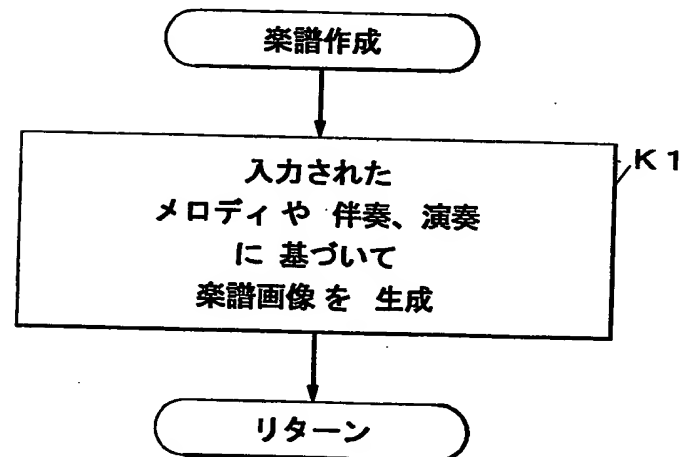 楽譜作成
入力された
メロディや 伴奏、演奏
に 基づいて
楽譜画像を 生成
K1
リターン